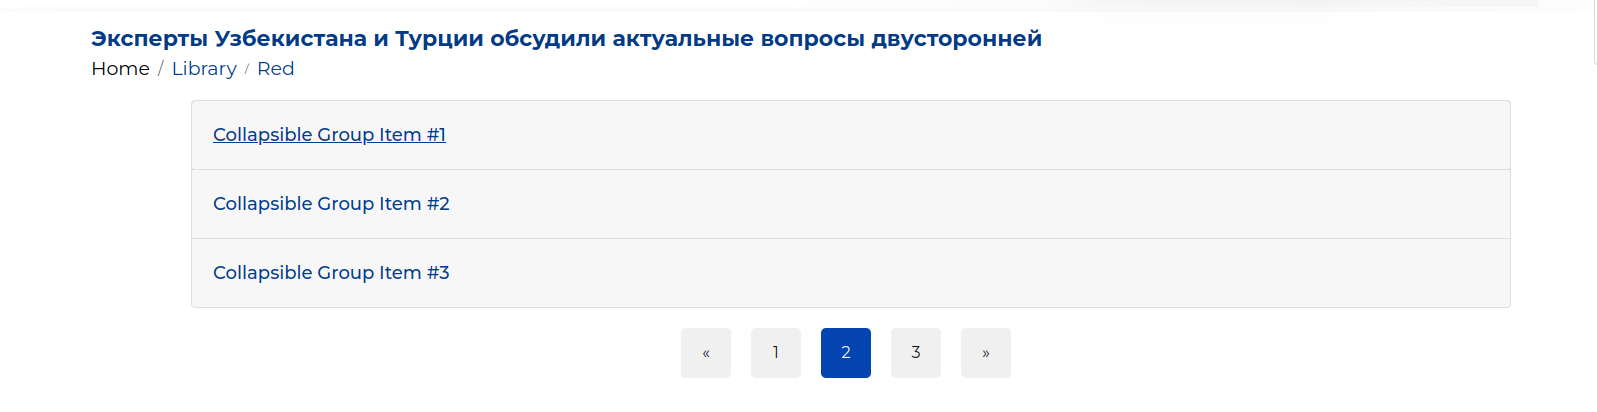 Эксперты Узбекистана и Турции обсудили актуальные вопросы двусторонней
Home / Library / Red
Collapsible Group Item #1
Collapsible Group Item #2
Collapsible Group Item #3
« 1 2 3 »